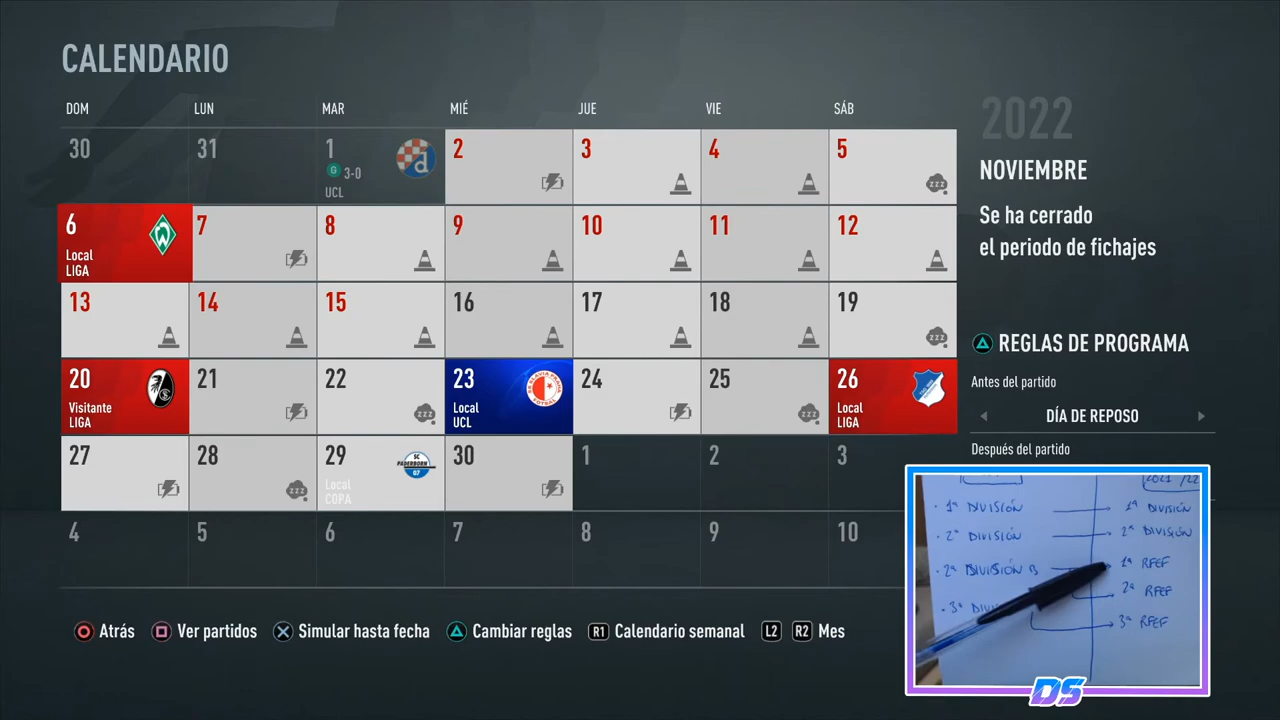 CALENDARIO
DOM LUN MAR MIÉ JUE VIE SÁB
30 31 1 2 3 4 5
G 3-0
UCL
6 7 8 9 10 11 12
Local
LIGA
13 14 15 16 17 18 19
20 21 22 23 24 25 26
Visitante Local Local
LIGA UCL LIGA
27 28 29 30 1 2 3
SC
PADERBORN
07
Local
COPA
4 5 6 7 8 9 10
2022
NOVIEMBRE
Se ha cerrado
el periodo de fichajes
REGLAS DE PROGRAMA
Antes del partido
DÍA DE REPOSO
Después del partido
2021/22
· 1ª DIVISIÓN 1ª DIVISIÓN
· 2ª DIVISIÓN 2ª DIVISIÓN
· 2ª DIVISIÓN B 1ª RFEF
2ª RFEF
· 3ª 3ª RFEF
DS
Atrás Ver partidos Simular hasta fecha Cambiar reglas R1 Calendario semanal L2 R2 Mes